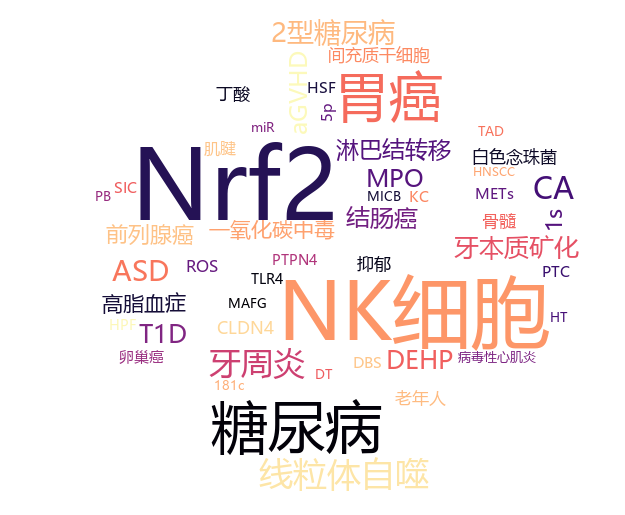 2型糖尿病
间充质干细胞
aGVHD
丁酸
HSF
5p
胃癌
miR
TAD
肌腱
Nrf2
淋巴结转移
白色念珠菌
HNSCC
MPO
PB
SIC
MICB
KC
METs
CA
1s
结肠癌
骨髓
前列腺癌
一氧化碳中毒
牙本质矿化
ASD
ROS
PTPN4
抑郁
PTC
TLR4
NK细胞
高脂血症
MAFG
HPF
T1D
CLDN4
HT
卵巢癌
牙周炎
DT
DBS
DEHP
病毒性心肌炎
181c
老年人
糖尿病
线粒体自噬